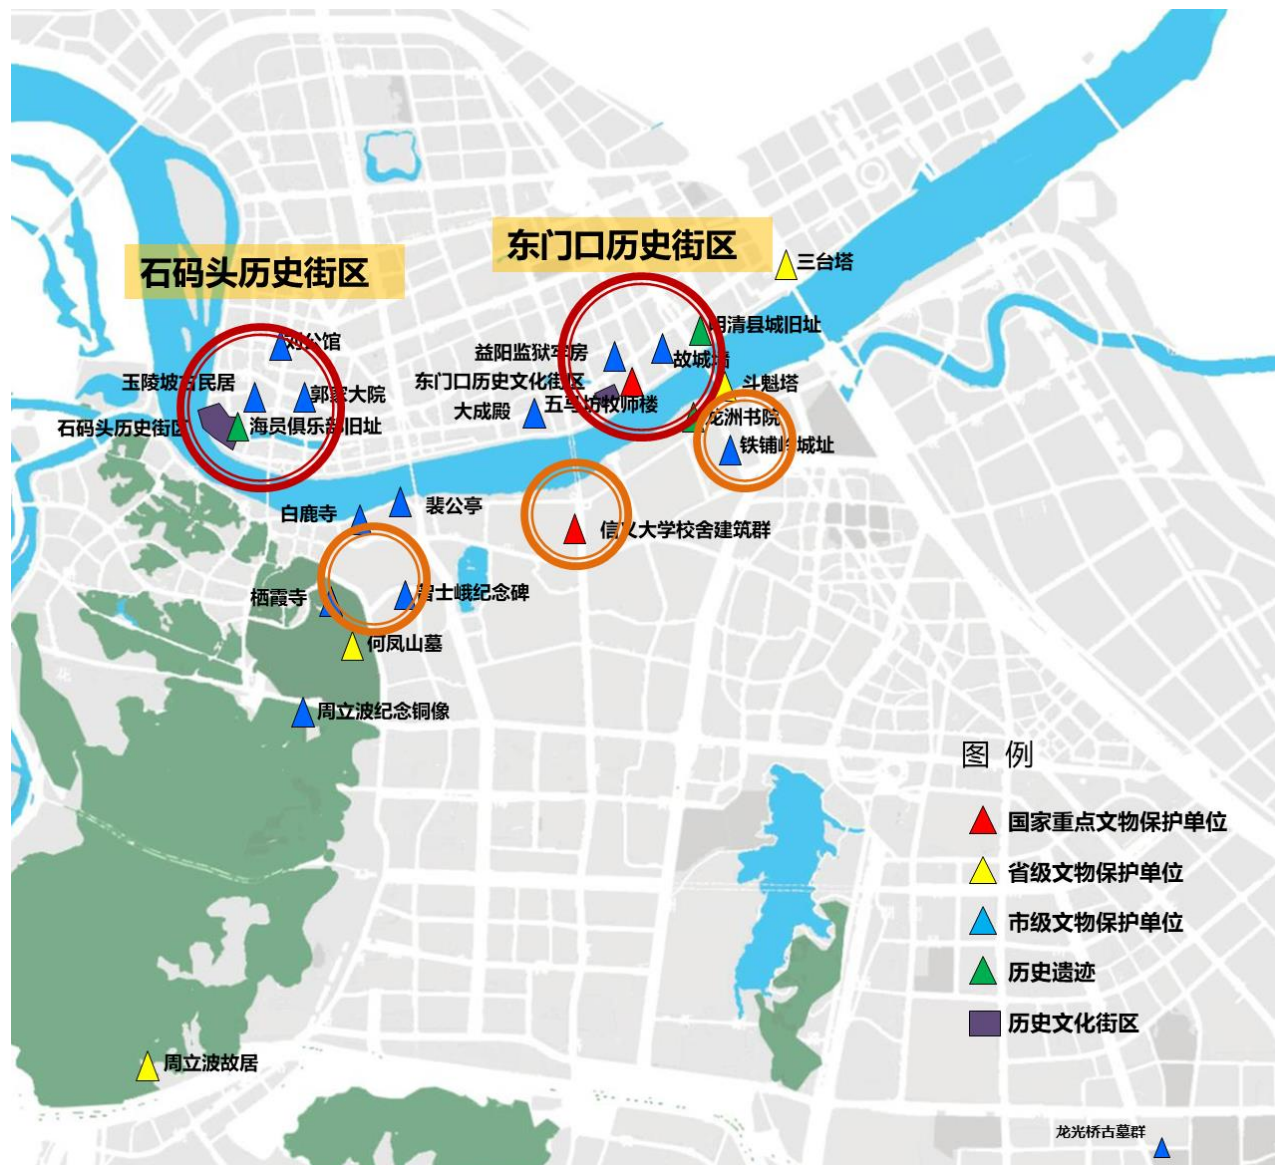 东门口历史街区
石码头历史街区
三台塔
明清县城旧址
刘公馆
益阳监狱牢房
故城墙
玉陵坡古民居
东门口历史文化街区
斗魁塔
郭家大院
五马坊牧师楼
大成殿
龙洲书院
石码头历史街区
海员俱乐部旧址
铁铺岭城址
白鹿寺
裴公亭
信义大学校舍建筑群
栖霞寺
士峨纪念碑
何凤山墓
周立波纪念铜像
图 例
国家重点文物保护单位
省级文物保护单位
市级文物保护单位
历史遗迹
历史文化街区
周立波故居
龙光桥古墓群